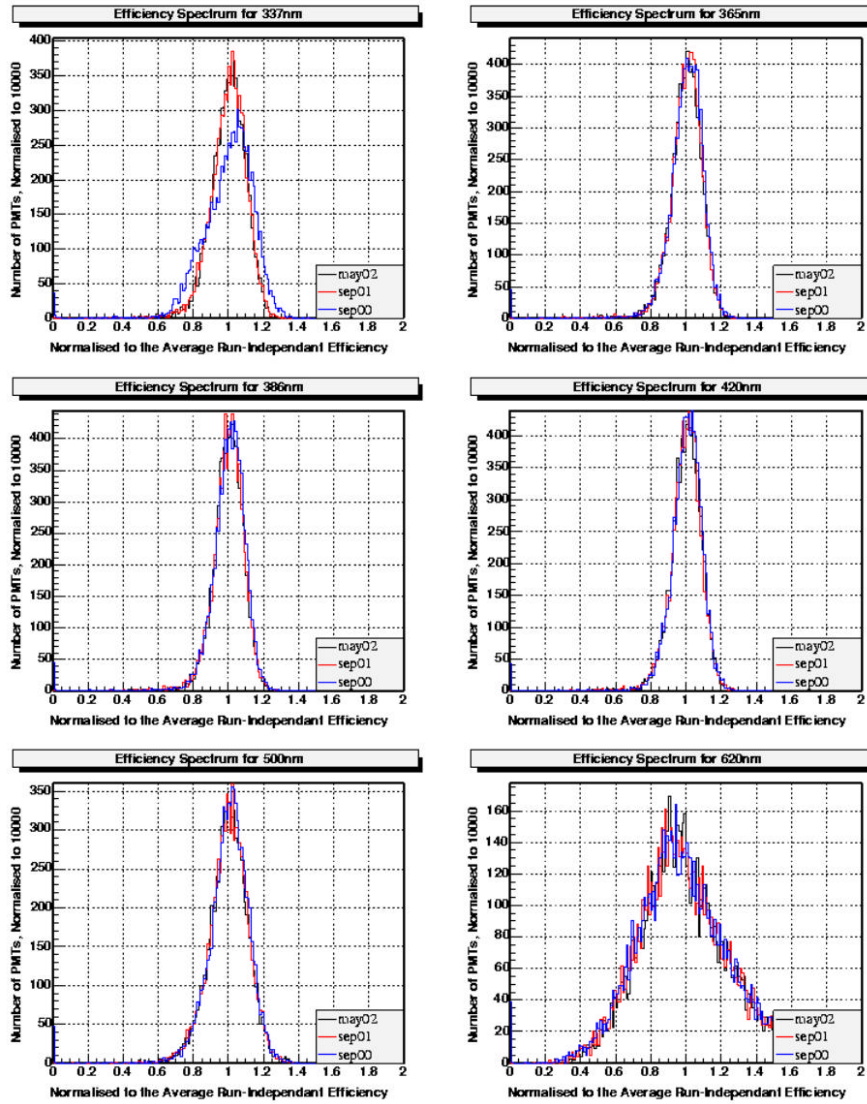 Efficiency Spectrum for 337nm
Number of PMTs, Normalised to 10000
400
350
300
250
200
150
100
50
0
0 0.2 0.4 0.6 0.8 1 1.2 1.4 1.6 1.8 2
may02
sep01
sep00
Normalised to the Average Run-Independant Efficiency
Efficiency Spectrum for 365nm
Number of PMTs, Normalised to 10000
400
350
300
250
200
150
100
50
0
0 0.2 0.4 0.6 0.8 1 1.2 1.4 1.6 1.8 2
may02
sep01
sep00
Normalised to the Average Run-Independant Efficiency
Efficiency Spectrum for 386nm
Number of PMTs, Normalised to 10000
400
350
300
250
200
150
100
50
0
0 0.2 0.4 0.6 0.8 1 1.2 1.4 1.6 1.8 2
may02
sep01
sep00
Normalised to the Average Run-Independant Efficiency
Efficiency Spectrum for 420nm
Number of PMTs, Normalised to 10000
400
350
300
250
200
150
100
50
0
0 0.2 0.4 0.6 0.8 1 1.2 1.4 1.6 1.8 2
may02
sep01
sep00
Normalised to the Average Run-Independant Efficiency
Efficiency Spectrum for 500nm
Number of PMTs, Normalised to 10000
350
300
250
200
150
100
50
0
0 0.2 0.4 0.6 0.8 1 1.2 1.4 1.6 1.8 2
may02
sep01
sep00
Normalised to the Average Run-Independant Efficiency
Efficiency Spectrum for 620nm
Number of PMTs, Normalised to 10000
160
140
120
100
80
60
40
20
0
0 0.2 0.4 0.6 0.8 1 1.2 1.4 1.6 1.8 2
may02
sep01
sep00
Normalised to the Average Run-Independant Efficiency